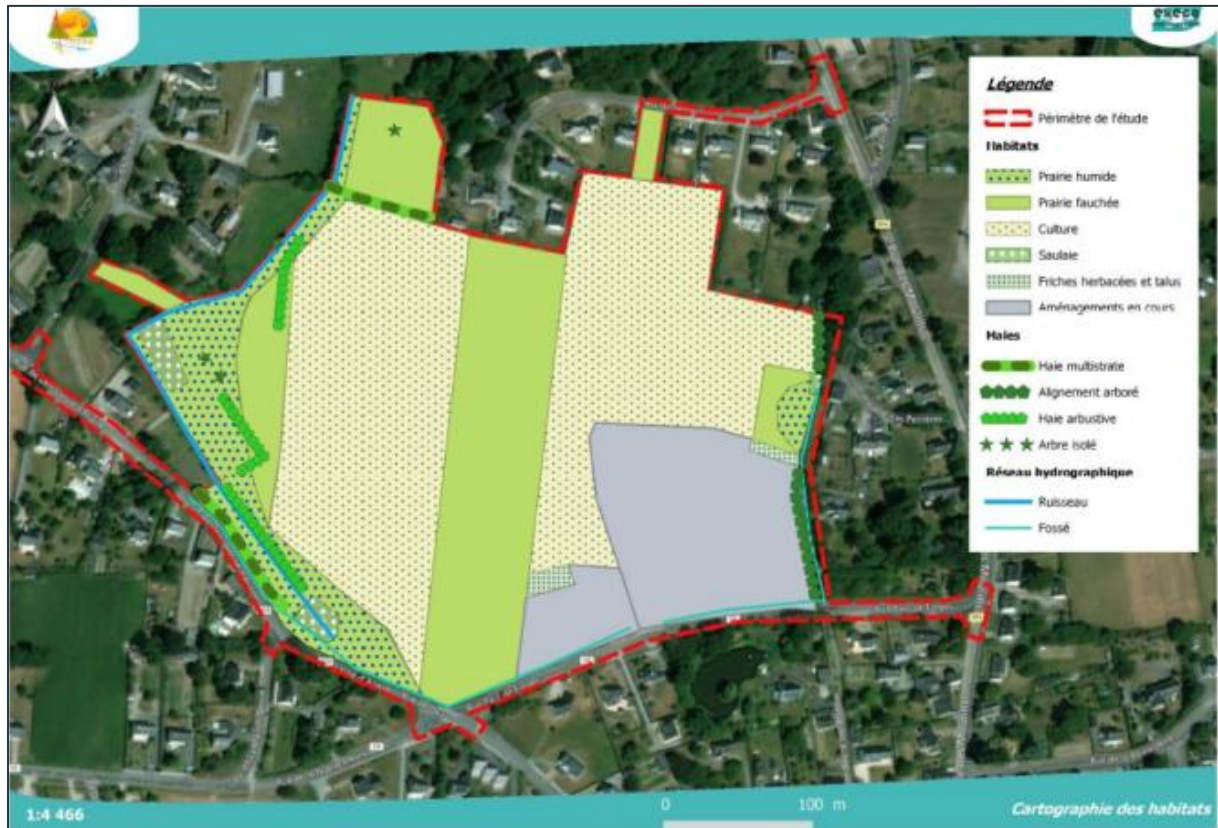 Légende
Périmètre de l'étude
Habitats
Prairie humide
Prairie fauchée
Culture
Saulaie
Friches herbacées et talus
Aménagements en cours
Haies
Haie multistrate
Alignement arboré
Haie arbustive
Arbre isolé
Réseau hydrographique
Ruisseau
Fossé
1:4 466
0 100 m
Cartographie des habitats